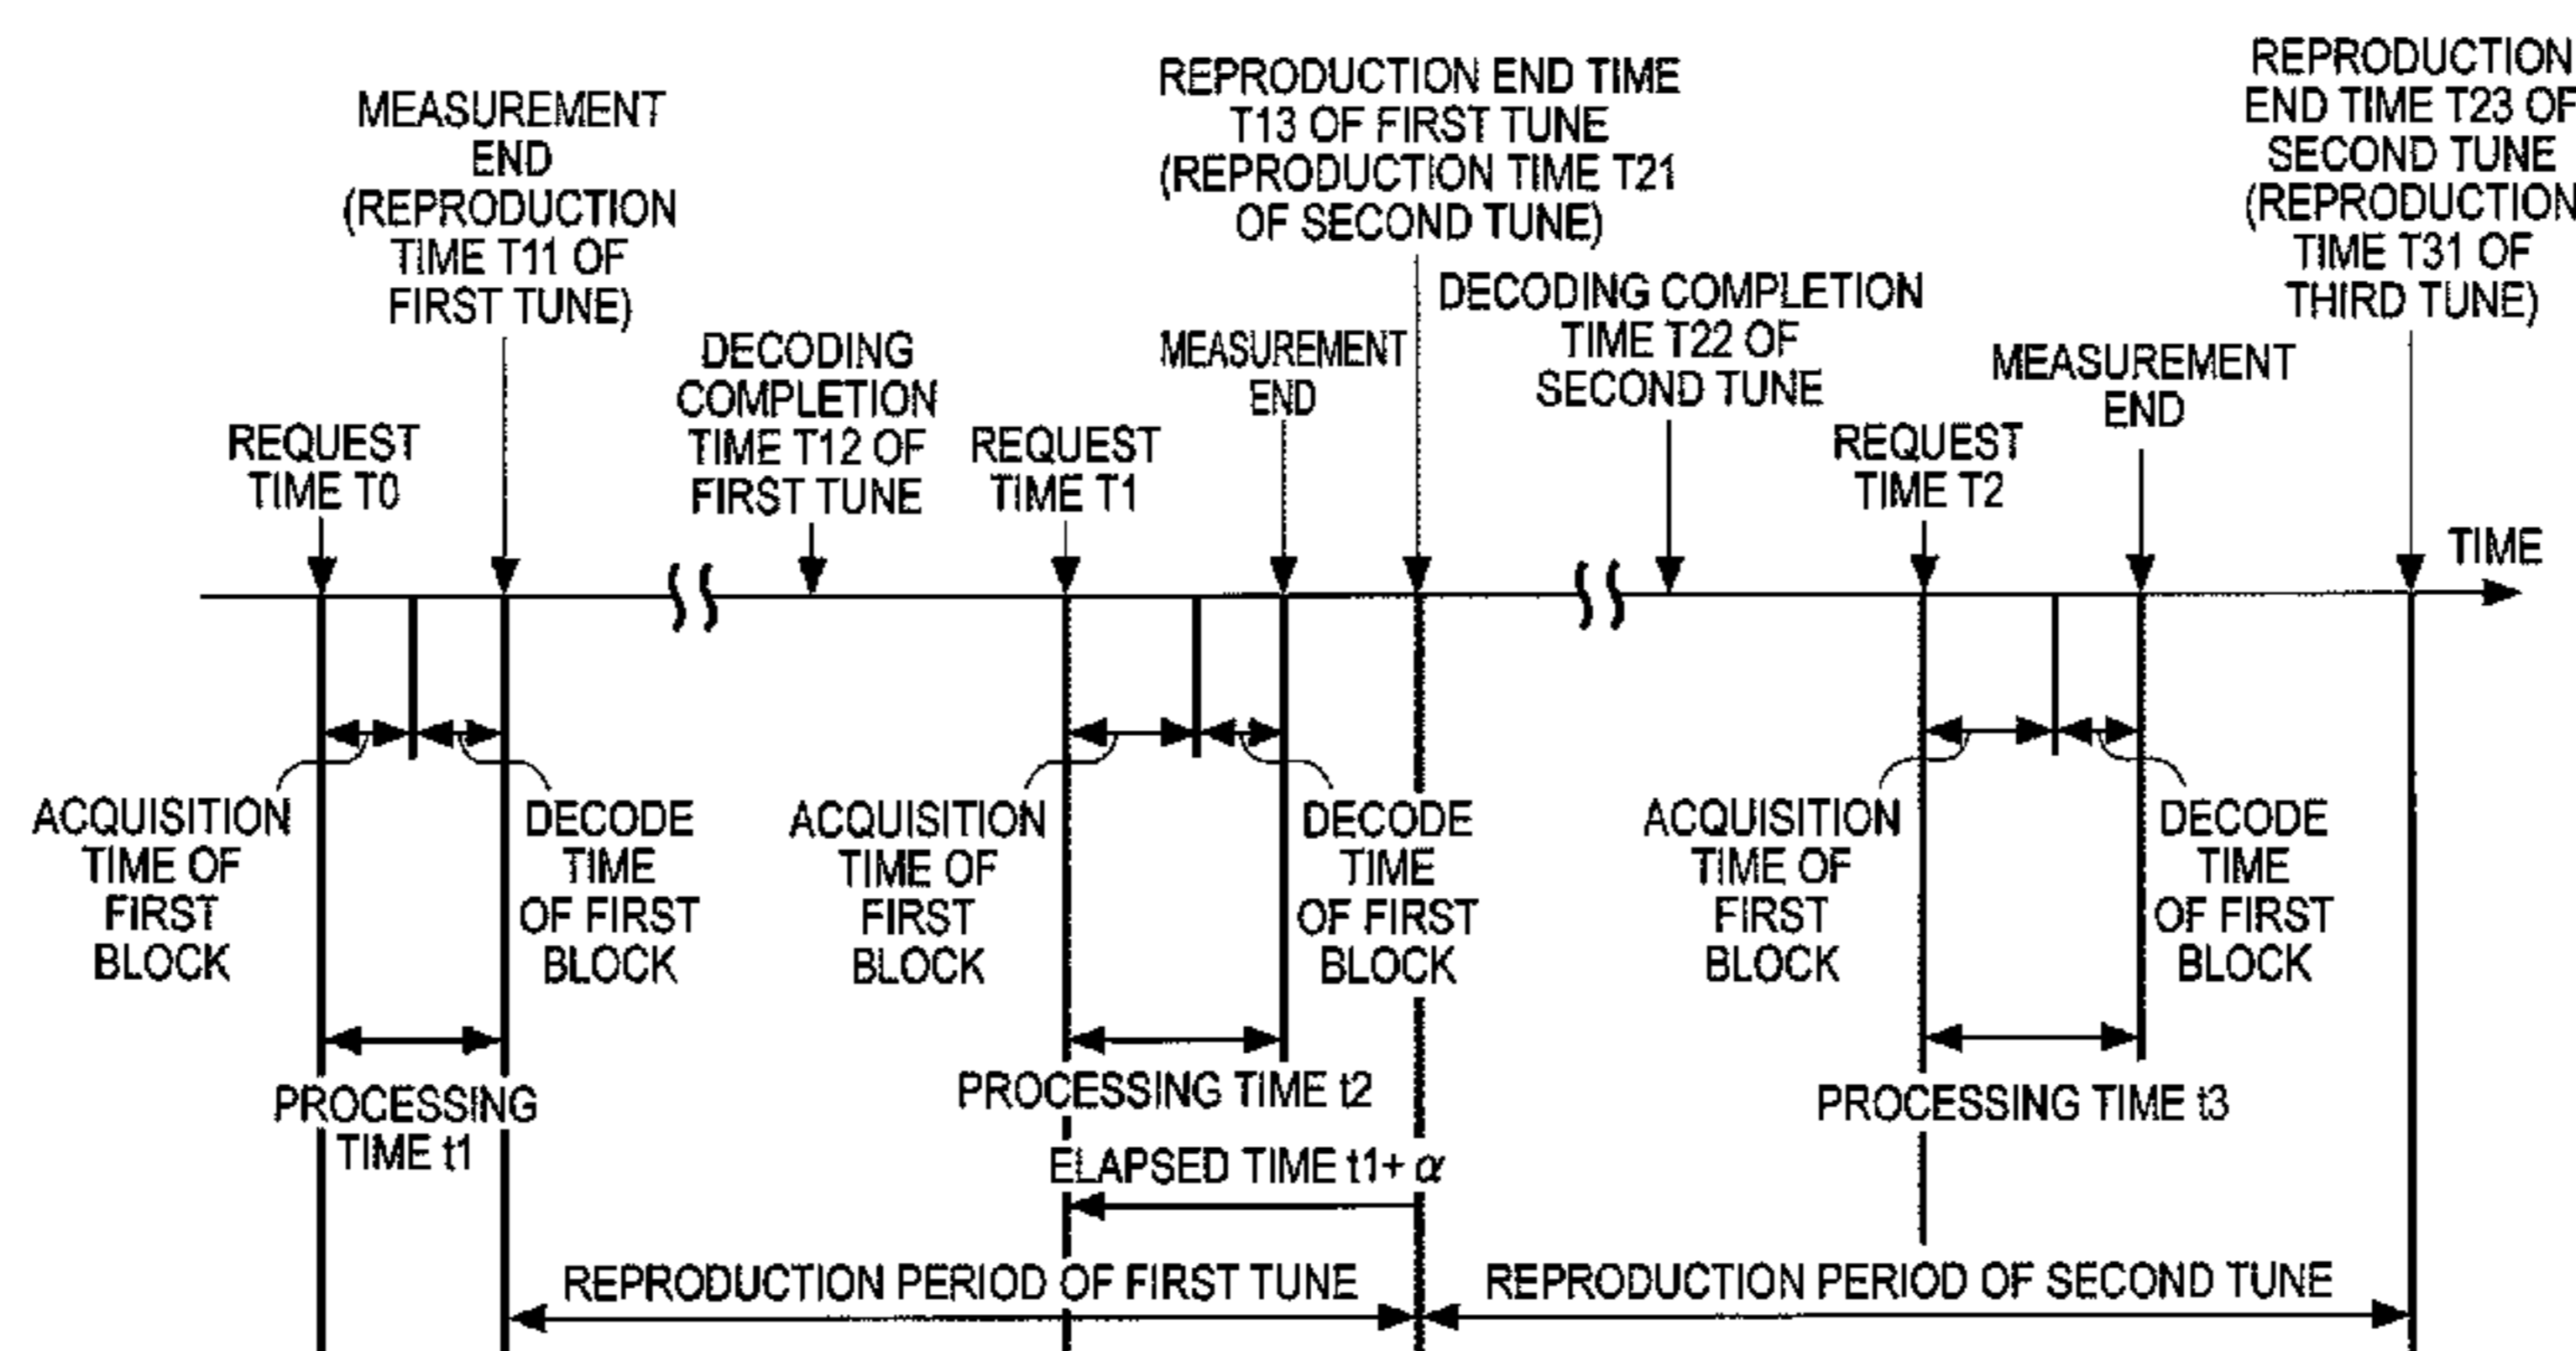 MEASUREMENT
END
(REPRODUCTION
TIME T11 OF
FIRST TUNE)
REPRODUCTION END TIME
T13 OF FIRST TUNE
(REPRODUCTION TIME T21
OF SECOND TUNE)
REPRODUCTION
END TIME T23 OF
SECOND TUNE
(REPRODUCTION
TIME T31 OF
THIRD TUNE)
REQUEST
TIME T0
DECODING
COMPLETION
TIME T12 OF
FIRST TUNE
REQUEST
TIME T1
MEASUREMENT
END
DECODING COMPLETION
TIME T22 OF
SECOND TUNE
REQUEST
TIME T2
MEASUREMENT
END
TIME
ACQUISITION
TIME OF
FIRST
BLOCK
DECODE
TIME
OF FIRST
BLOCK
ACQUISITION
TIME OF
FIRST
BLOCK
DECODE
TIME
OF FIRST
BLOCK
ACQUISITION
TIME OF
FIRST
BLOCK
DECODE
TIME
OF FIRST
BLOCK
PROCESSING
TIME t1
PROCESSING TIME t2
PROCESSING TIME t3
ELAPSED TIME t1+ α
REPRODUCTION PERIOD OF FIRST TUNE
REPRODUCTION PERIOD OF SECOND TUNE